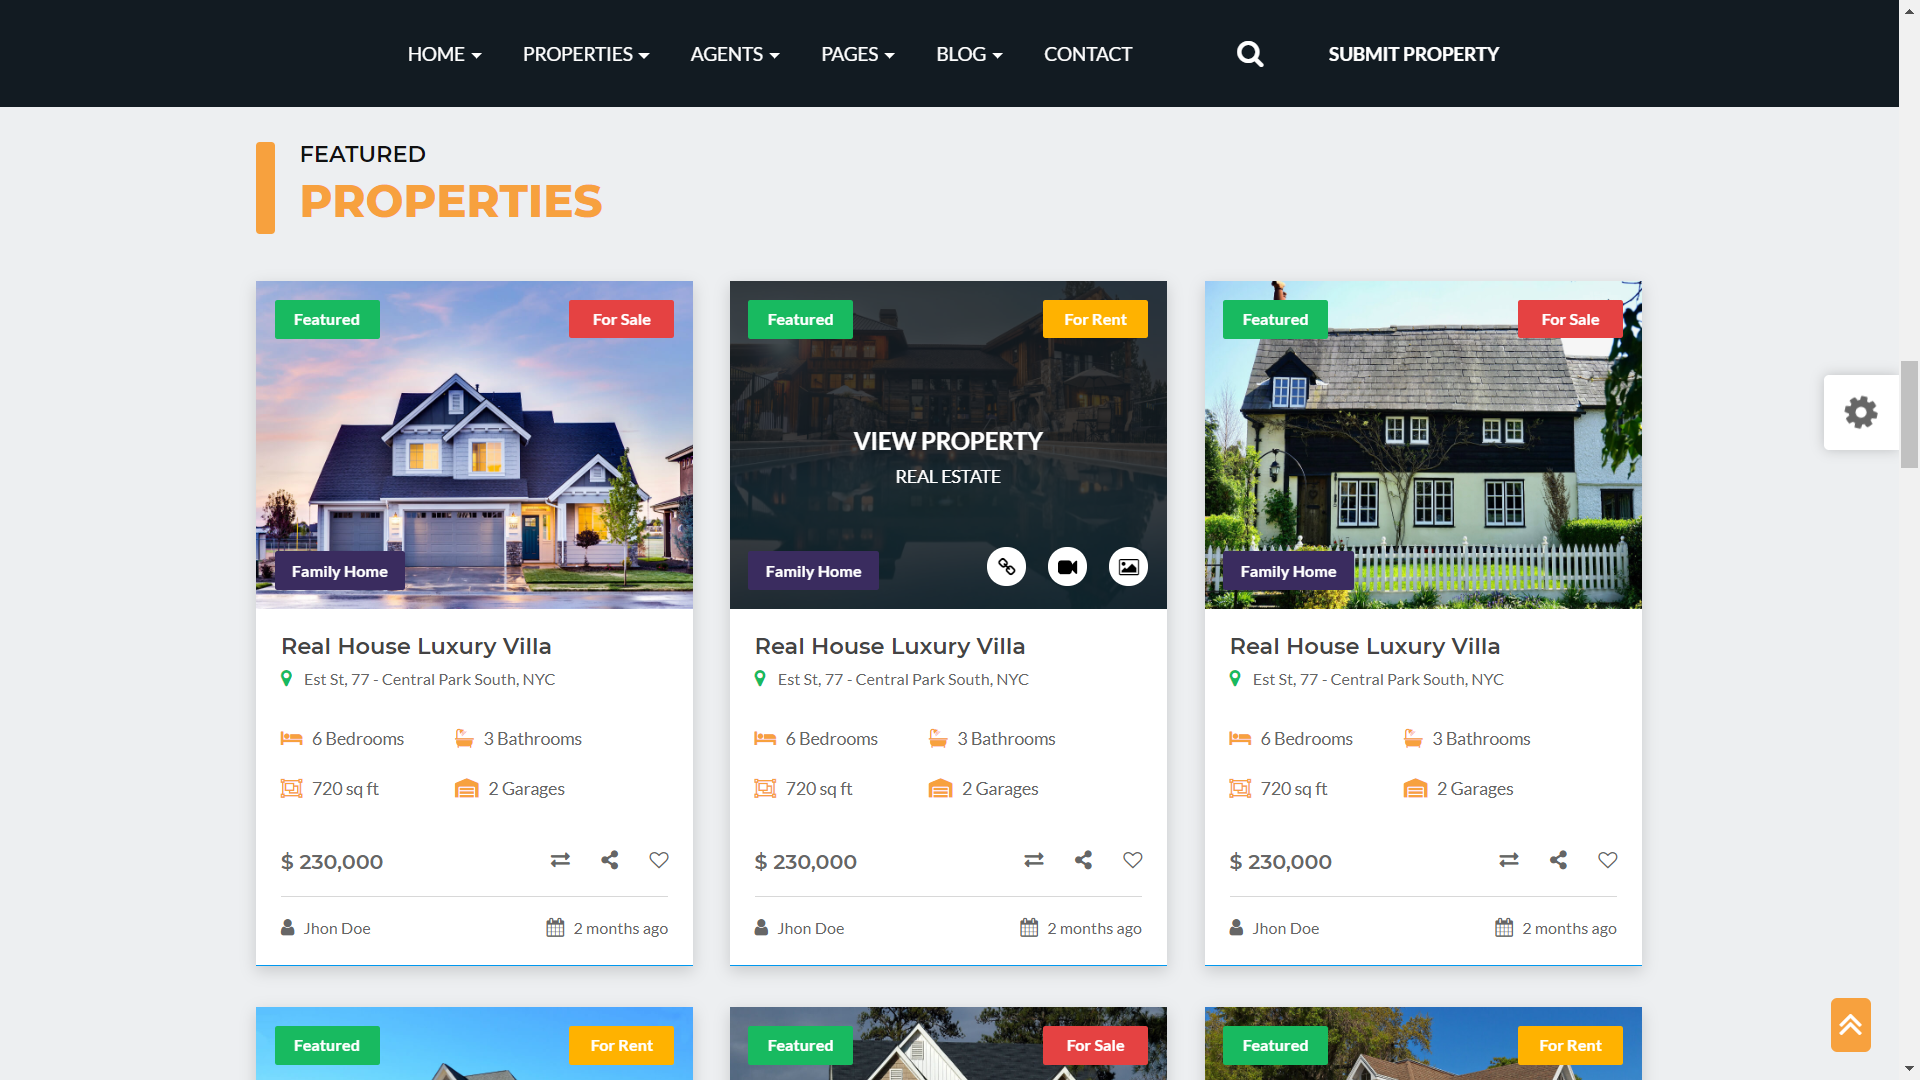 HOME PROPERTIES AGENTS PAGES BLOG CONTACT SUBMIT PROPERTY
FEATURED
PROPERTIES
Featured For Sale
Family Home
Real House Luxury Villa
Est St, 77 - Central Park South, NYC
6 Bedrooms 3 Bathrooms
720 sq ft 2 Garages
$ 230,000
Jhon Doe 2 months ago
Featured For Rent
VIEW PROPERTY
REAL ESTATE
Family Home
Real House Luxury Villa
Est St, 77 - Central Park South, NYC
6 Bedrooms 3 Bathrooms
720 sq ft 2 Garages
$ 230,000
Jhon Doe 2 months ago
Featured For Sale
Family Home
Real House Luxury Villa
Est St, 77 - Central Park South, NYC
6 Bedrooms 3 Bathrooms
720 sq ft 2 Garages
$ 230,000
Jhon Doe 2 months ago
Featured For Rent
Featured For Sale
Featured For Rent